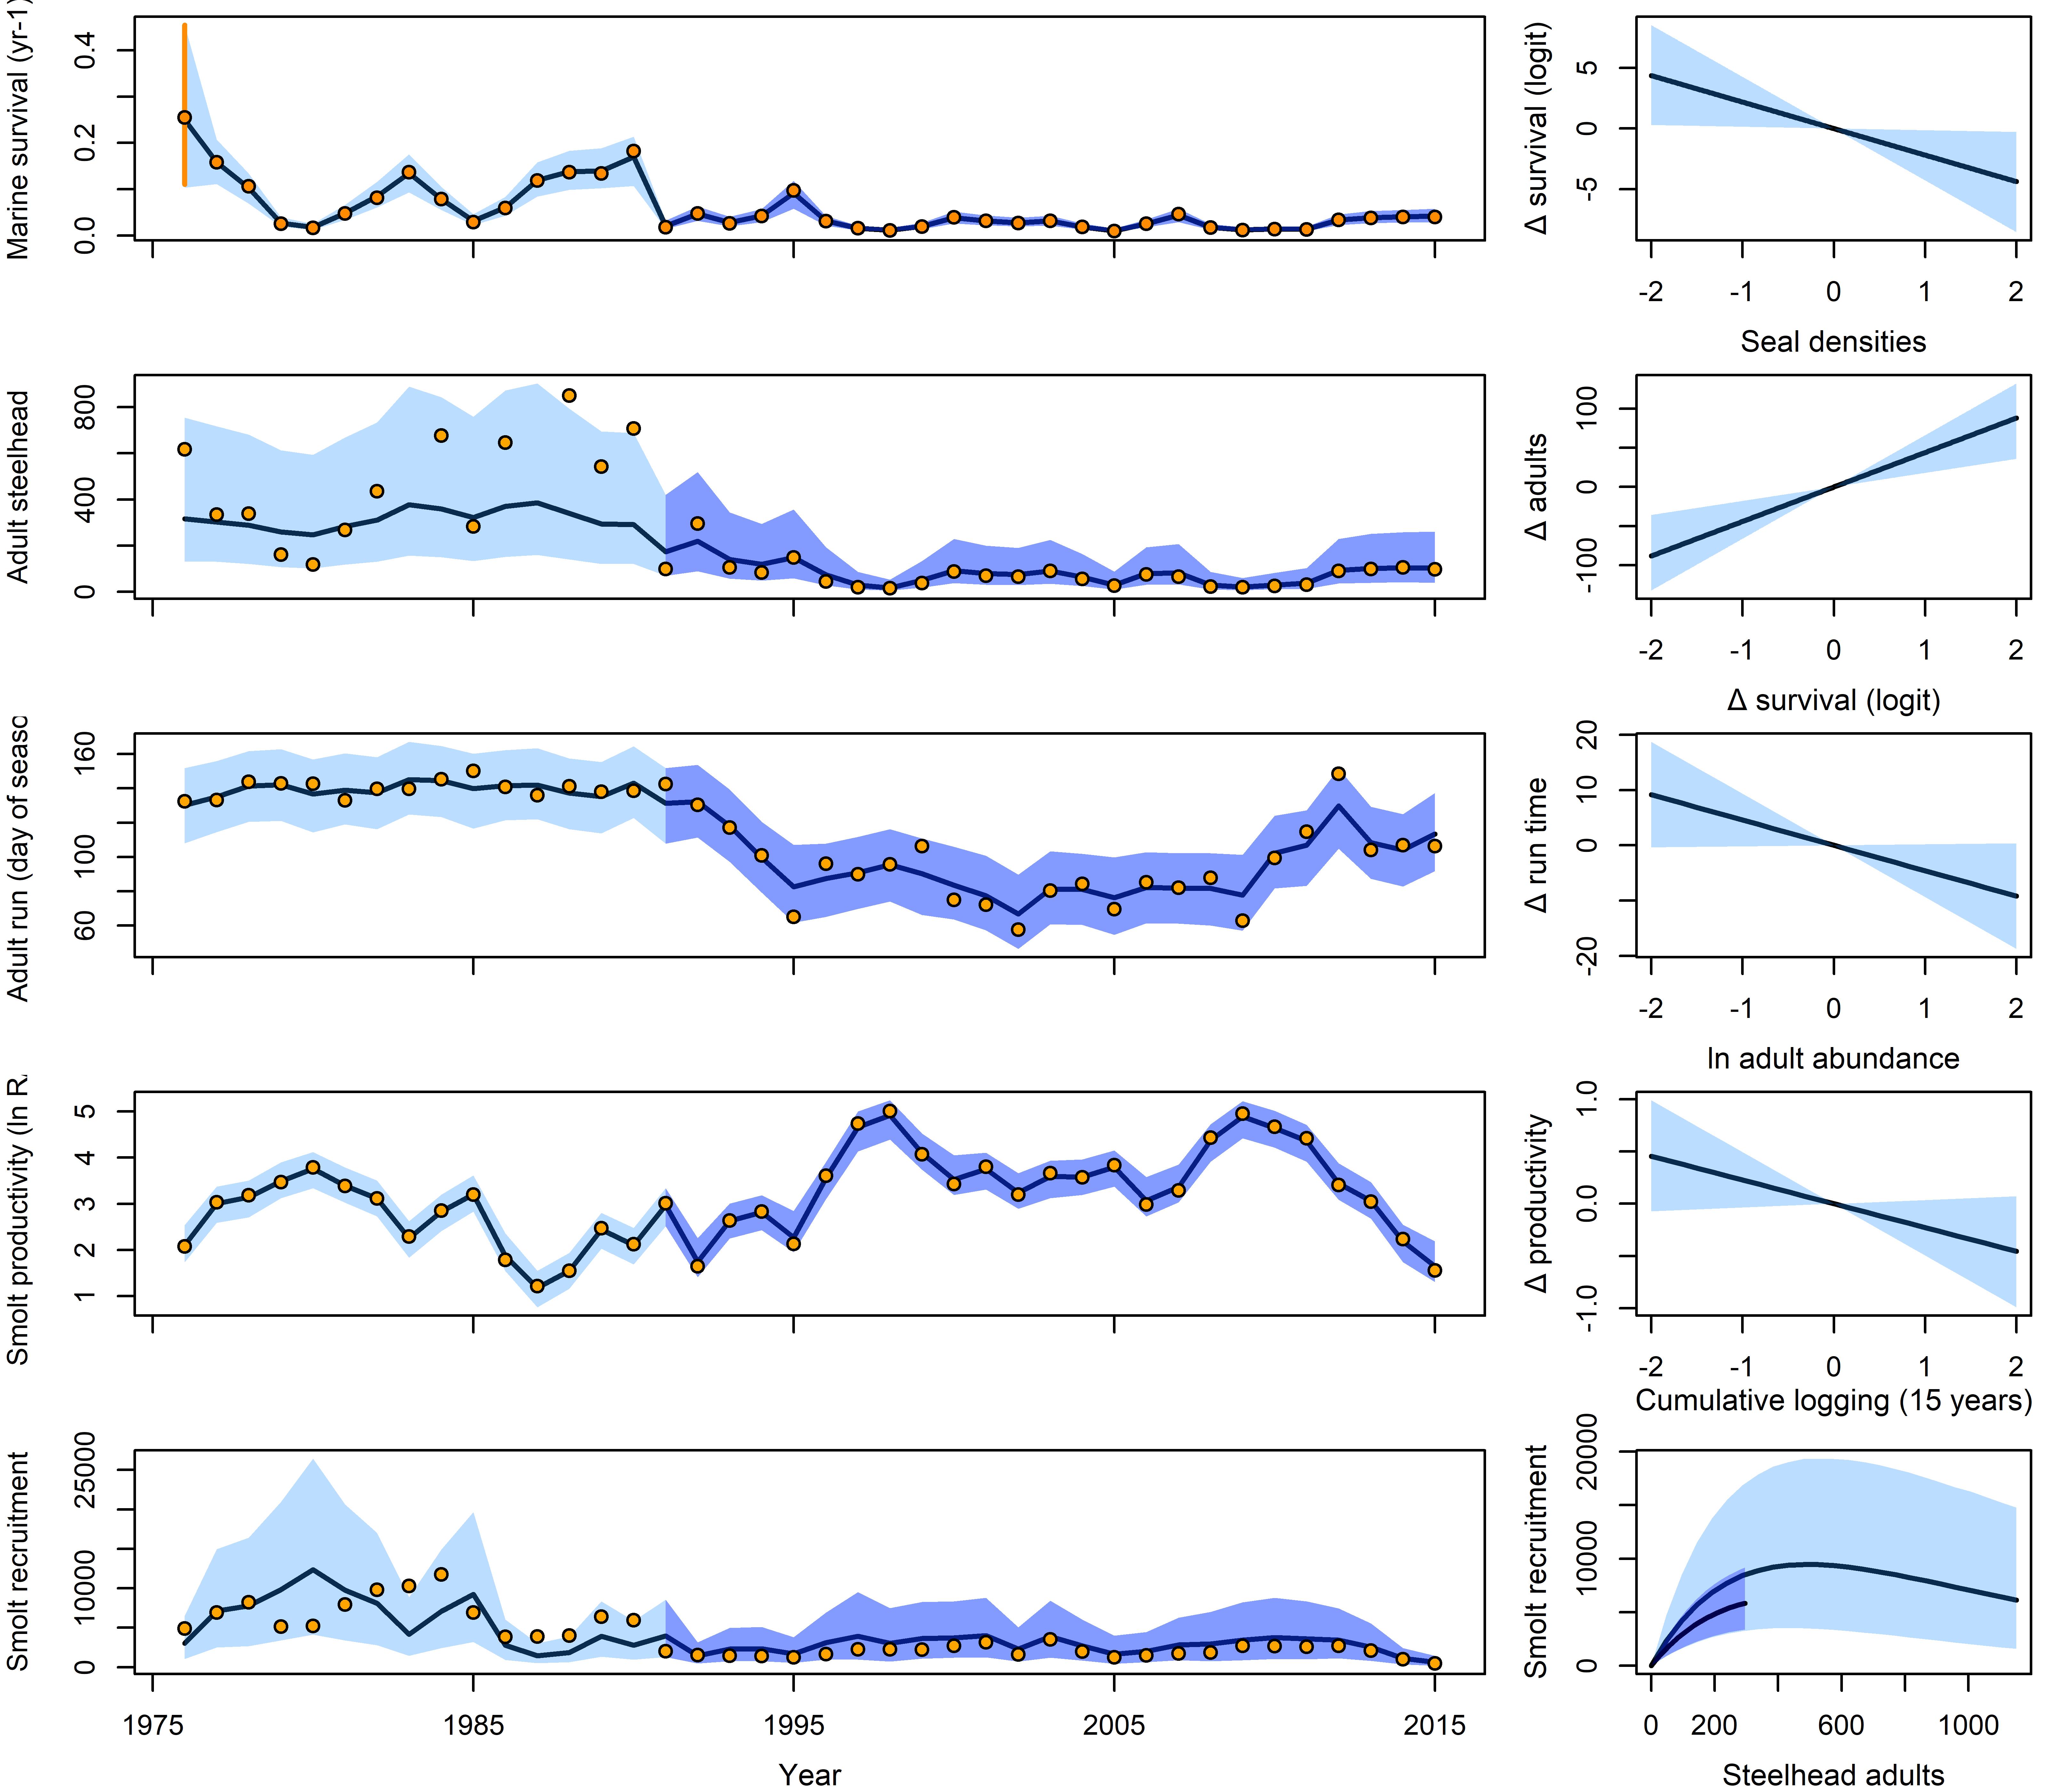 Marine survival (yr-1)
0.0 0.2 0.4
1975 1985 1995 2005 2015
Δ survival (logit)
-5 0 5
-2 -1 0 1 2
Seal densities
Adult steelhead
0 400 800
Δ adults
-100 0 100
-2 -1 0 1 2
Δ survival (logit)
Adult run (day of seaso
60 100 160
Δ run time
-20 0 10 20
-2 -1 0 1 2
ln adult abundance
Smolt productivity (ln R
1 2 3 4 5
Δ productivity
-1.0 0.0 1.0
-2 -1 0 1 2
Cumulative logging (15 years)
Smolt recruitment
0 10000 25000
1975 1985 1995 2005 2015
Year
Smolt recruitment
0 10000 20000
0 200 600 1000
Steelhead adults